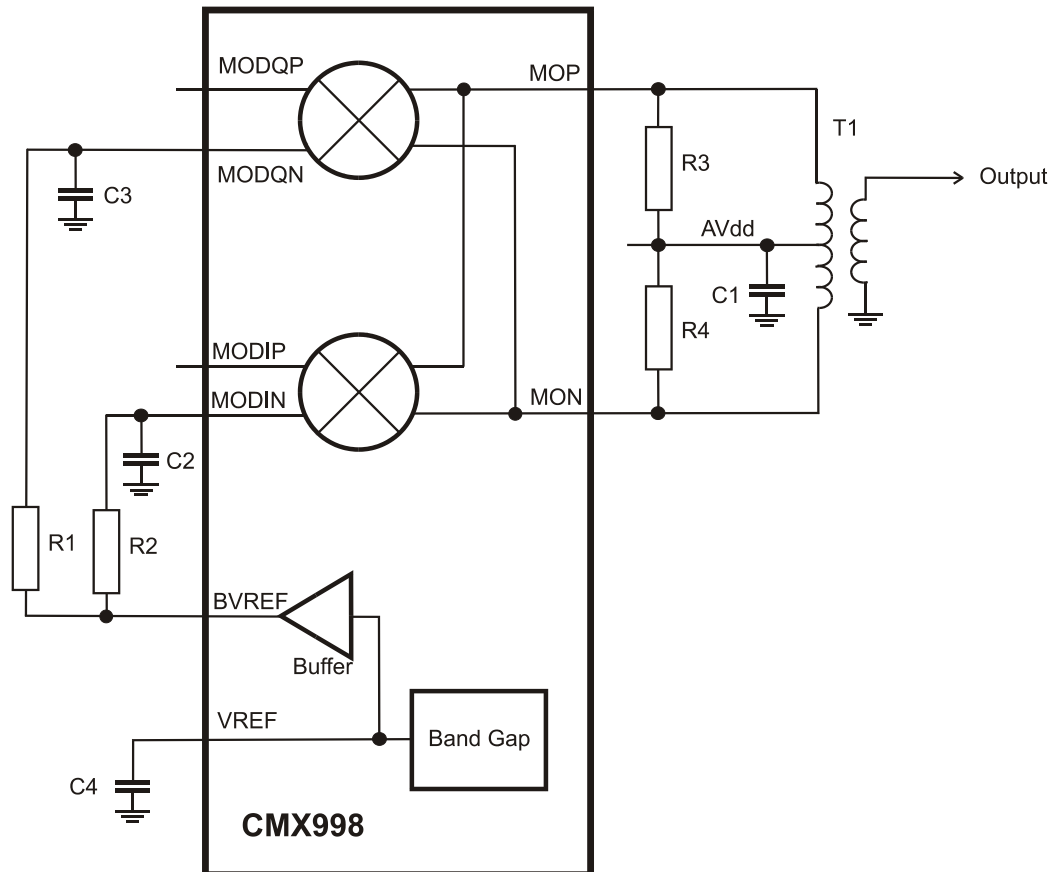 MODQP
MOP
T1
R3
Output
MODQN
C3
AVdd
C1
R4
MODIP
MODIN
MON
C2
R1
R2
BVREF
Buffer
VREF
Band Gap
C4
CMX998